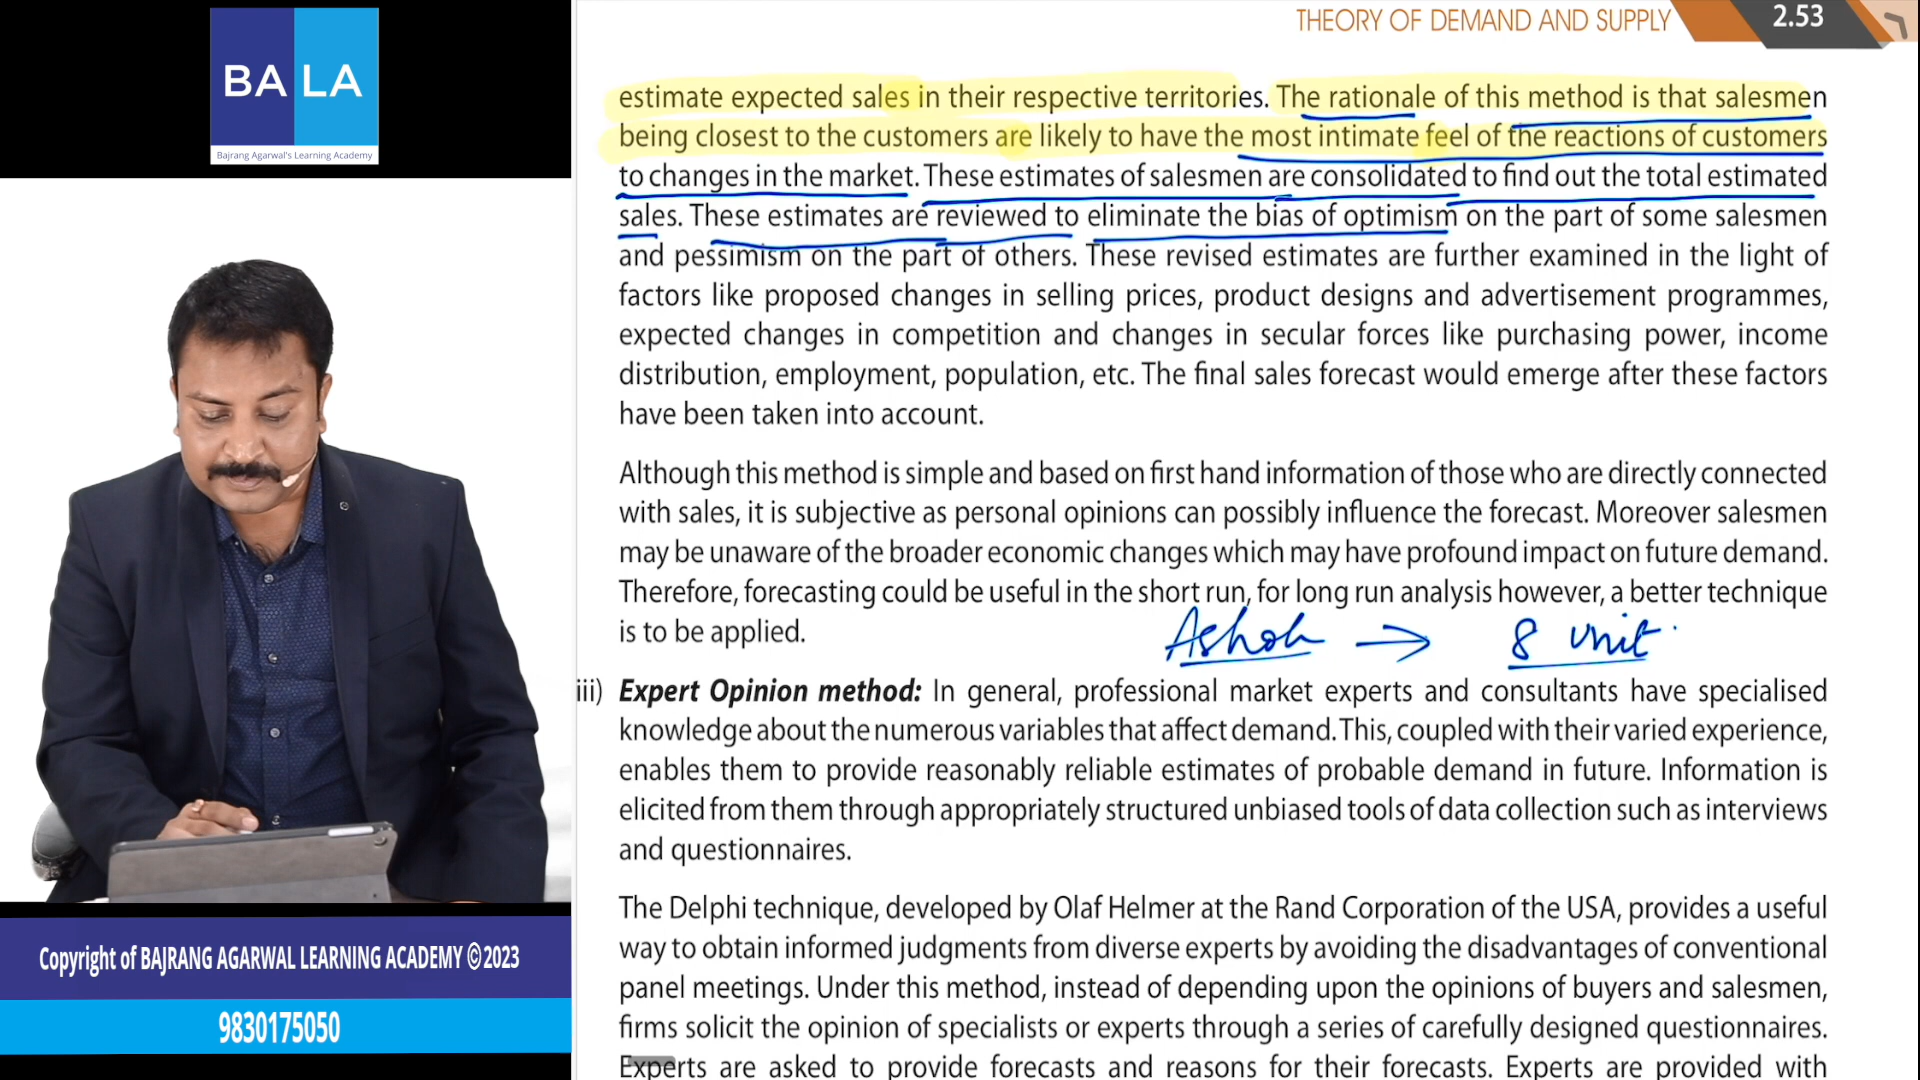 BA LA
Bajrang Agarwal's Learning Academy
THEORY OF DEMAND AND SUPPLY 2.53
estimate expected sales in their respective territories. The rationale of this method is that salesmen
being closest to the customers are likely to have the most intimate feel of the reactions of customers
to changes in the market. These estimates of salesmen are consolidated to find out the total estimated
sales. These estimates are reviewed to eliminate the bias of optimism on the part of some salesmen
and pessimism on the part of others. These revised estimates are further examined in the light of
factors like proposed changes in selling prices, product designs and advertisement programmes,
expected changes in competition and changes in secular forces like purchasing power, income
distribution, employment, population, etc. The final sales forecast would emerge after these factors
have been taken into account.
Although this method is simple and based on first hand information of those who are directly connected
with sales, it is subjective as personal opinions can possibly influence the forecast. Moreover salesmen
may be unaware of the broader economic changes which may have profound impact on future demand.
Therefore, forecasting could be useful in the short run, for long run analysis however, a better technique
is to be applied.
Ashok → 8 unit
iii) Expert Opinion method: In general, professional market experts and consultants have specialised
knowledge about the numerous variables that affect demand. This, coupled with their varied experience,
enables them to provide reasonably reliable estimates of probable demand in future. Information is
elicited from them through appropriately structured unbiased tools of data collection such as interviews
and questionnaires.
The Delphi technique, developed by Olaf Helmer at the Rand Corporation of the USA, provides a useful
way to obtain informed judgments from diverse experts by avoiding the disadvantages of conventional
panel meetings. Under this method, instead of depending upon the opinions of buyers and salesmen,
firms solicit the opinion of specialists or experts through a series of carefully designed questionnaires.
Experts are asked to provide forecasts and reasons for their forecasts. Experts are provided with
Copyright of BAJRANG AGARWAL LEARNING ACADEMY ©2023
9830175050